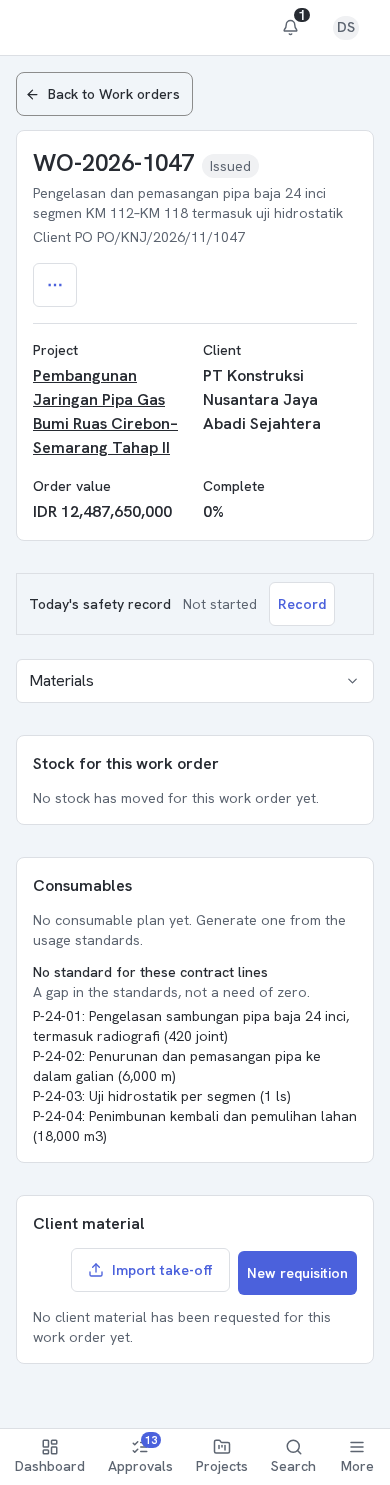 1
DS
Back to Work orders
WO-2026-1047 Issued
Pengelasan dan pemasangan pipa baja 24 inci
segmen KM 112–KM 118 termasuk uji hidrostatik
Client PO PO/KNJ/2026/11/1047
Project
Pembangunan
Jaringan Pipa Gas
Bumi Ruas Cirebon–
Semarang Tahap II
Client
PT Konstruksi
Nusantara Jaya
Abadi Sejahtera
Order value
IDR 12,487,650,000
Complete
0%
Today's safety record Not started Record
Materials
Stock for this work order
No stock has moved for this work order yet.
Consumables
No consumable plan yet. Generate one from the
usage standards.
No standard for these contract lines
A gap in the standards, not a need of zero.
P-24-01: Pengelasan sambungan pipa baja 24 inci,
termasuk radiografi (420 joint)
P-24-02: Penurunan dan pemasangan pipa ke
dalam galian (6,000 m)
P-24-03: Uji hidrostatik per segmen (1 ls)
P-24-04: Penimbunan kembali dan pemulihan lahan
(18,000 m3)
Client material
Import take-off New requisition
No client material has been requested for this
work order yet.
13
Dashboard Approvals Projects Search More